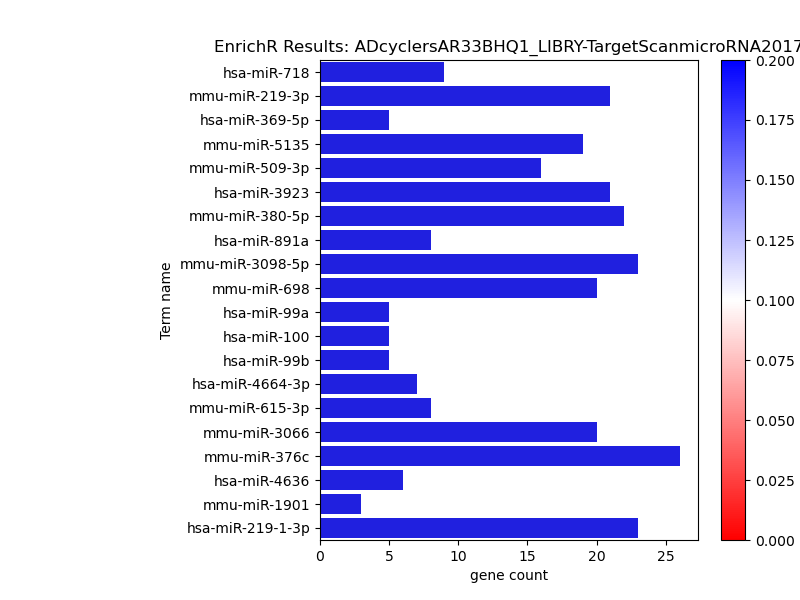 EnrichR Results: ADcyclersAR33BHQ1_LIBRY-TargetScanmicroRNA2017
hsa-miR-718
mmu-miR-219-3p
hsa-miR-369-5p
mmu-miR-5135
mmu-miR-509-3p
hsa-miR-3923
mmu-miR-380-5p
hsa-miR-891a
mmu-miR-3098-5p
mmu-miR-698
hsa-miR-99a
hsa-miR-100
hsa-miR-99b
hsa-miR-4664-3p
mmu-miR-615-3p
mmu-miR-3066
mmu-miR-376c
hsa-miR-4636
mmu-miR-1901
hsa-miR-219-1-3p
Term name
0 5 10 15 20 25
gene count
0.200
0.175
0.150
0.125
0.100
0.075
0.050
0.025
0.000